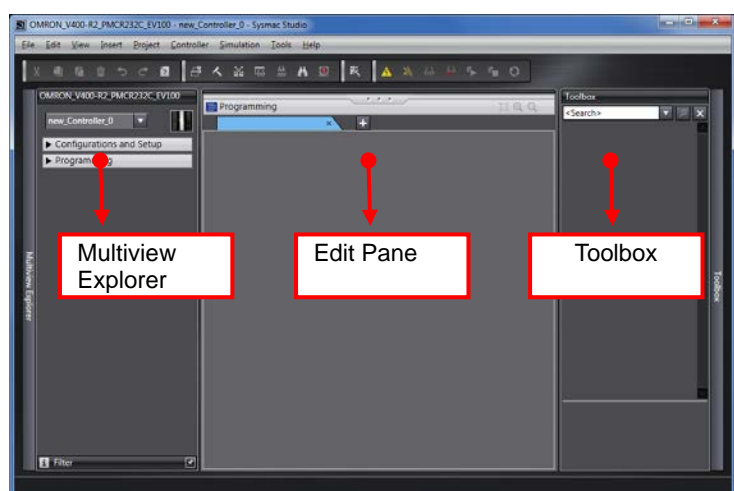 OMRON_V400-R2_PMCR232C_EV100 - new_Controller_0 - Sysmac Studio
File Edit View Insert Project Controller Simulation Tools Help
OMRON_V400-R2_PMCR232C_EV100
new_Controller_0
Configurations and Setup
Programming
Programming
Toolbox
<Search>
Multiview
Explorer
Edit Pane
Toolbox
Multiview Explorer
Toolbox
Filter